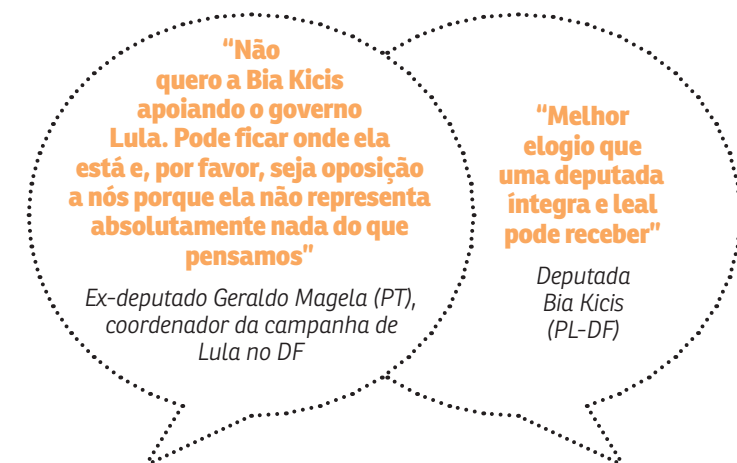 “Não
quero a Bia Kicis
apoiando o governo
Lula. Pode ficar onde ela
está e, por favor, seja oposição
a nós porque ela não representa
absolutamente nada do que
pensamos”
Ex-deputado Geraldo Magela (PT),
coordenador da campanha de
Lula no DF
“Melhor
elogio que
uma deputada
íntegra e leal
pode receber”
Deputada
Bia Kicis
(PL-DF)